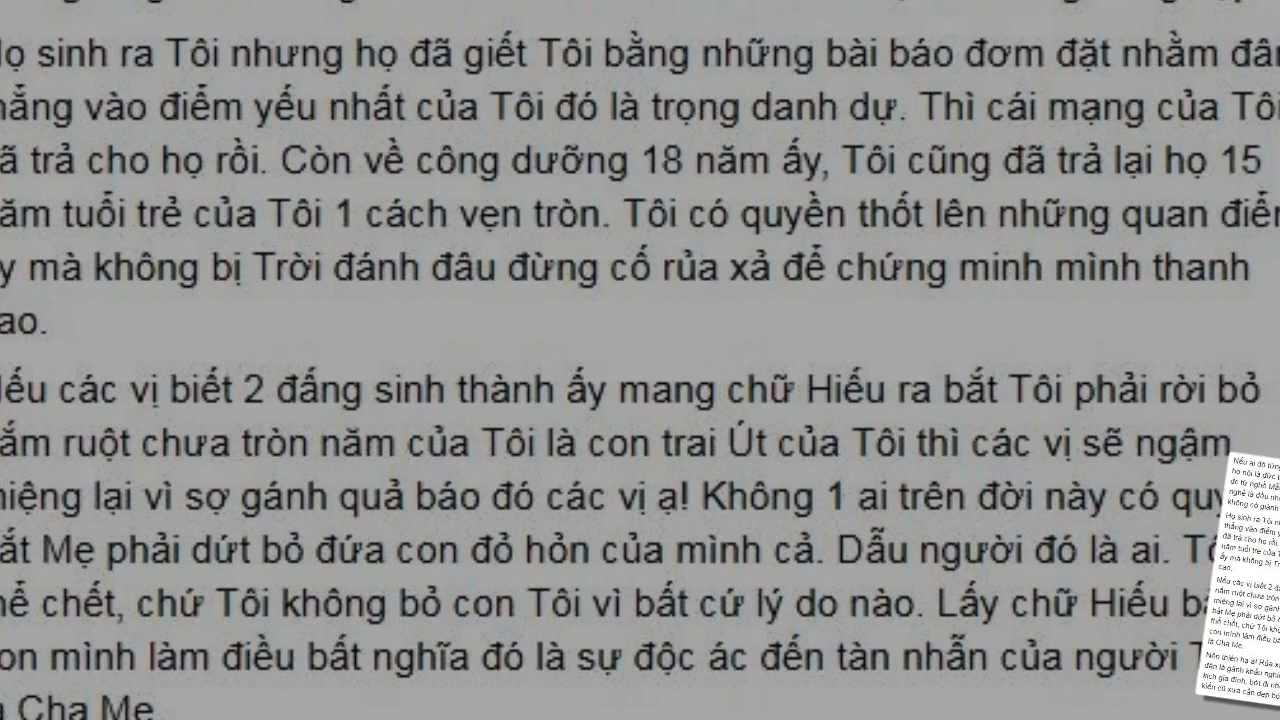 ọ sinh ra Tôi nhưng họ đã giết Tôi bằng những bài báo đơm đặt nhằm đâ
ẳng vào điểm yếu nhất của Tôi đó là trọng danh dự. Thì cái mạng của Tôi
ã trả cho họ rồi. Còn về công dưỡng 18 năm ấy, Tôi cũng đã trả lại họ 15
ăm tuổi trẻ của Tôi 1 cách vẹn tròn. Tôi có quyền thốt lên những quan điể
y mà không bị Trời đánh đâu đừng cố rủa xả để chứng minh mình thanh
ao.
ếu các vị biết 2 đấng sinh thành ấy mang chữ Hiếu ra bắt Tôi phải rời bỏ
ắm ruột chưa tròn năm của Tôi là con trai Út của Tôi thì các vị sẽ ngậm
iệng lại vì sợ gánh quả báo đó các vị ạ! Không 1 ai trên đời này có quy
ắt Mẹ phải dứt bỏ đứa con đỏ hỏn của mình cả. Dẫu người đó là ai. Tô
ể chết, chứ Tôi không bỏ con Tôi vì bất cứ lý do nào. Lấy chữ Hiếu b
on mình làm điều bất nghĩa đó là sự độc ác đến tàn nhẫn của người T
Cha Mẹ